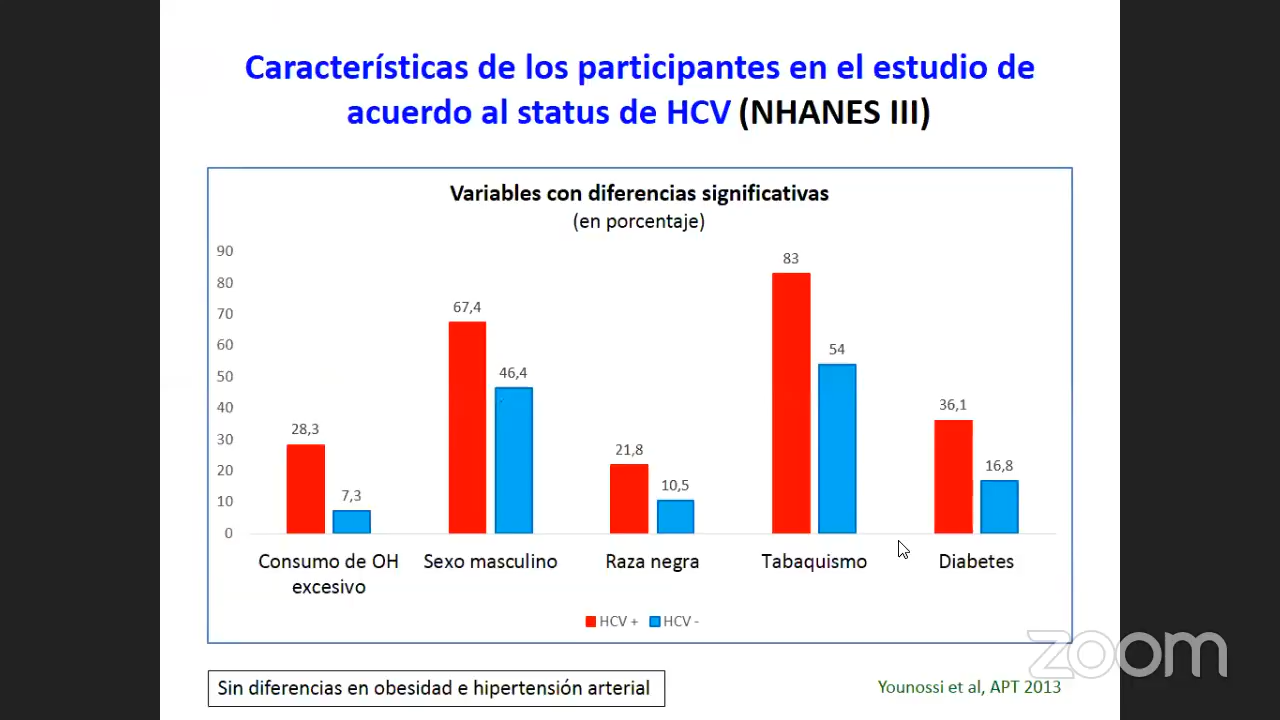 Características de los participantes en el estudio de
acuerdo al status de HCV (NHANES III)
Variables con diferencias significativas
(en porcentaje)
90
80
70
60
50
40
30
20
10
0
28,3
7,3
67,4
46,4
21,8
10,5
83
54
36,1
16,8
Consumo de OH
excesivo
Sexo masculino
Raza negra
Tabaquismo
Diabetes
HCV + HCV -
Sin diferencias en obesidad e hipertensión arterial
Younossi et al, APT 2013
zoom